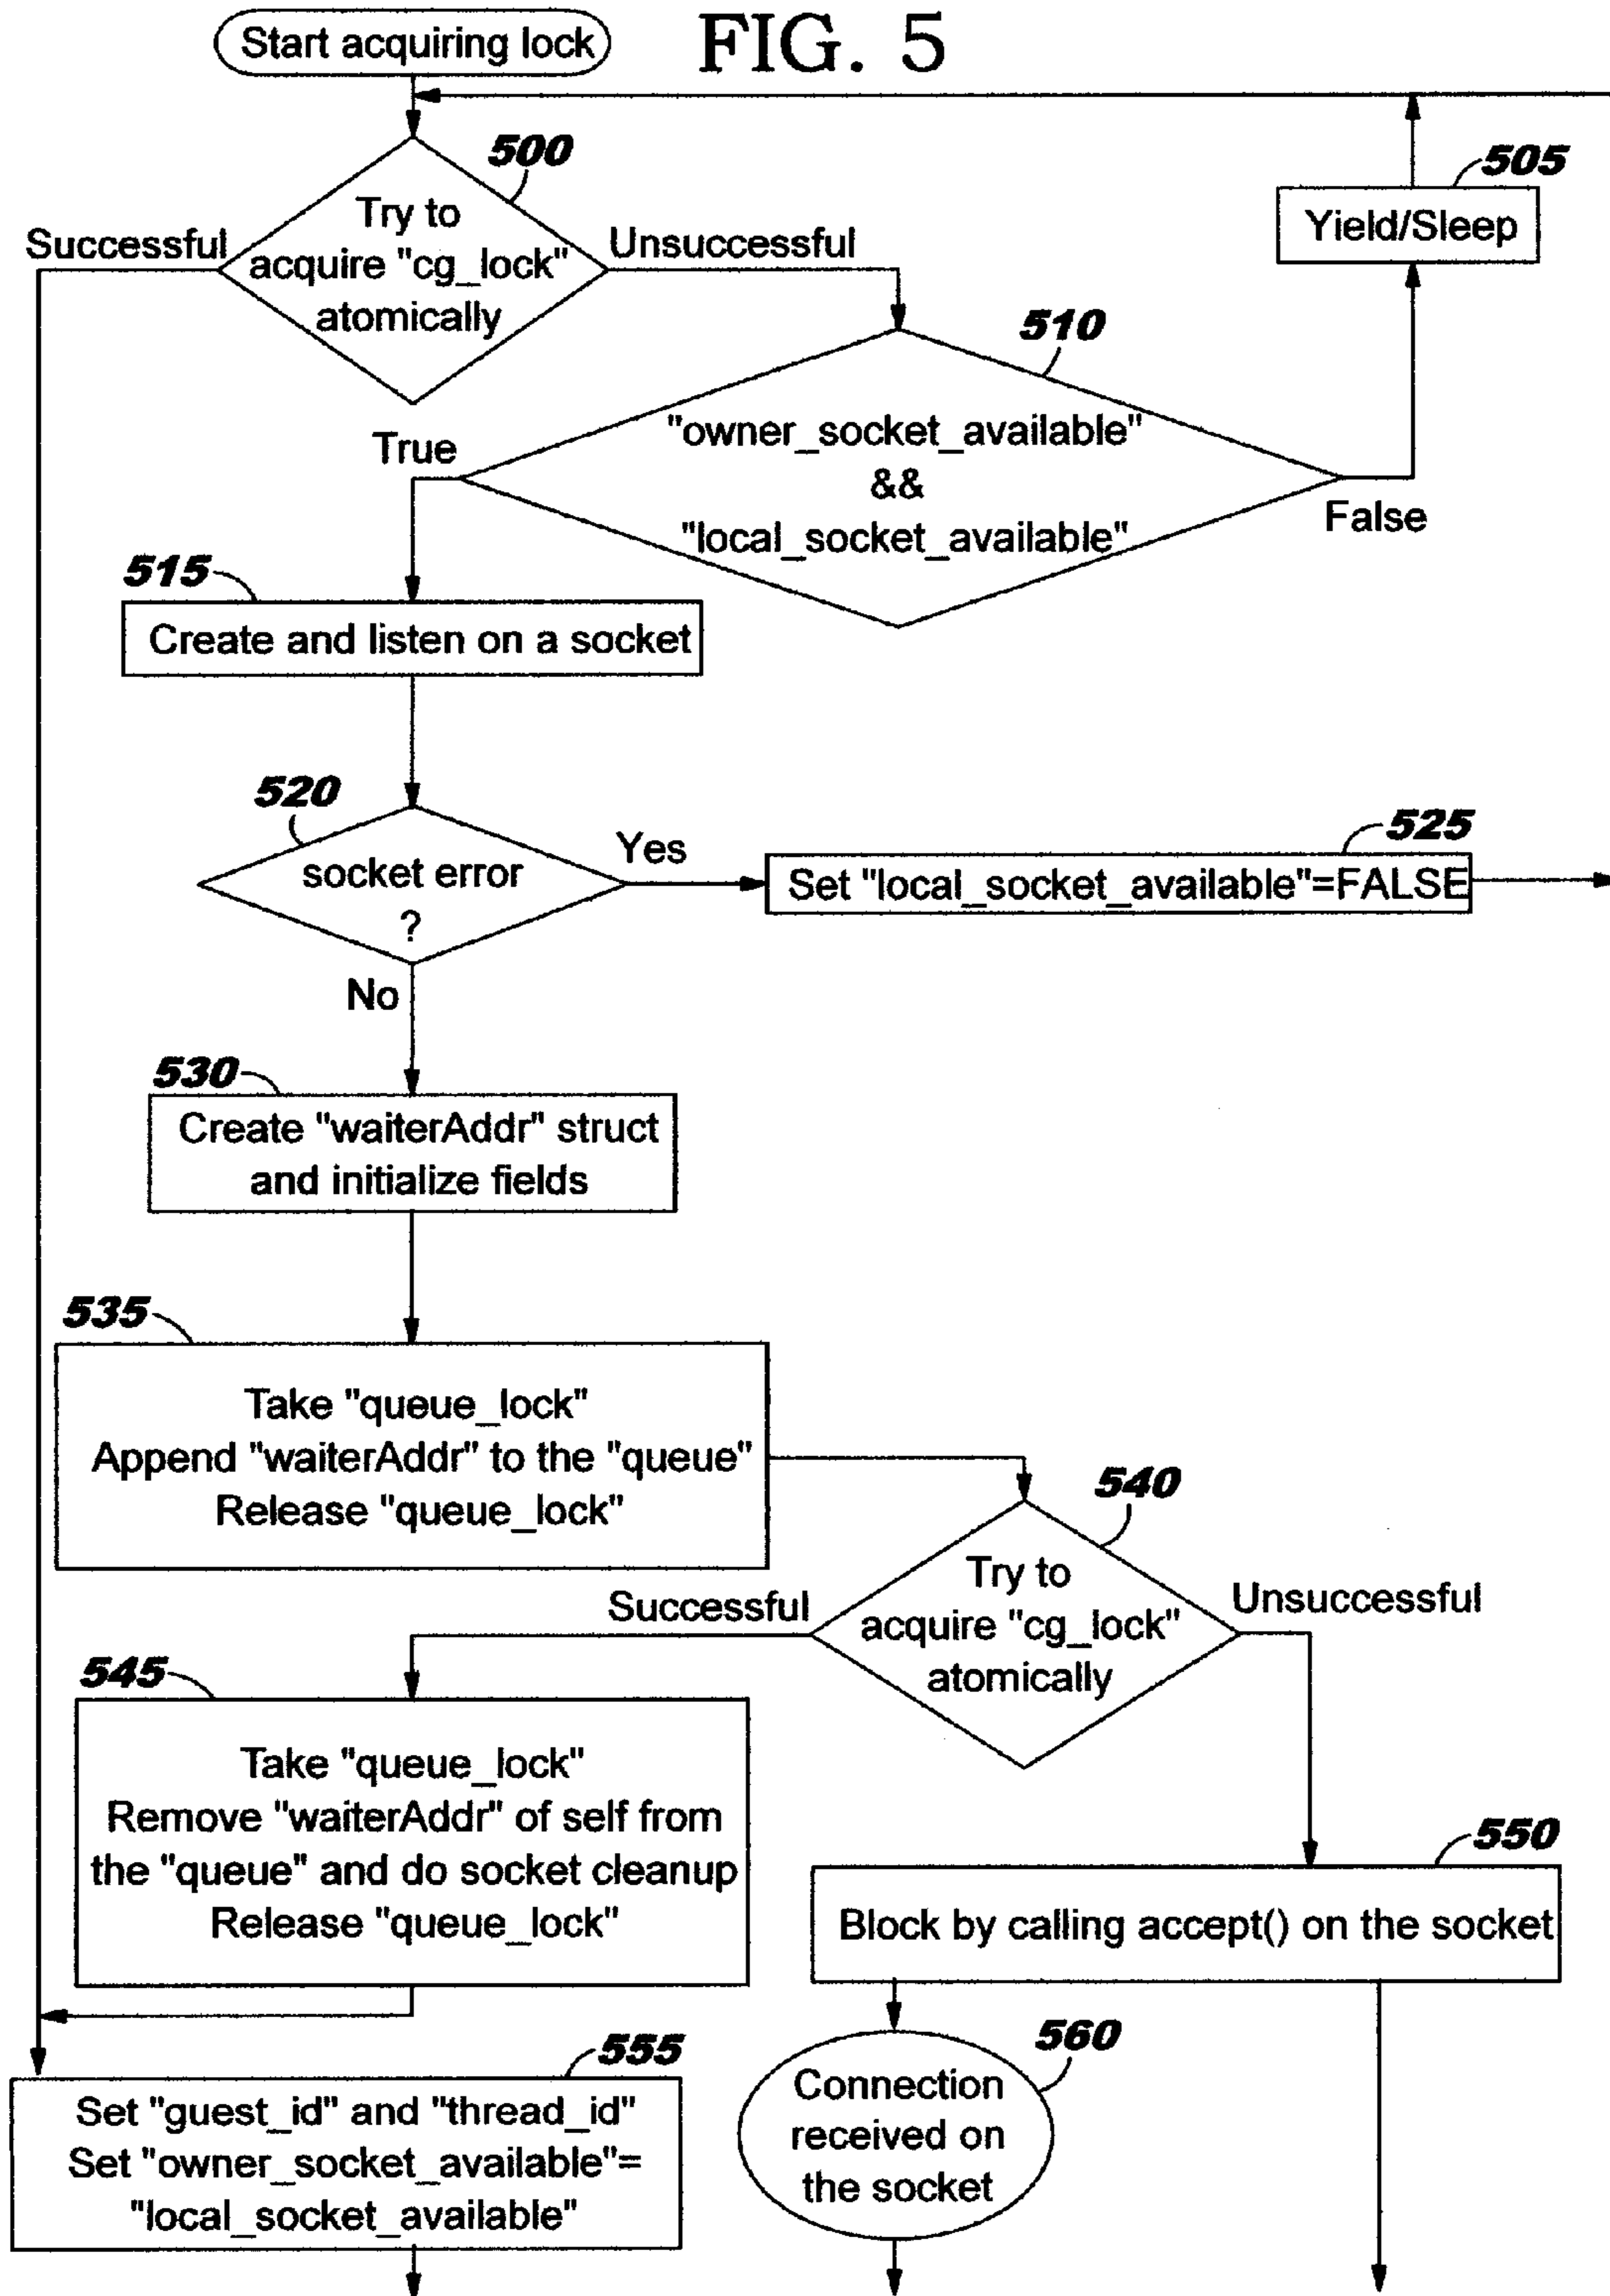 FIG. 5
Start acquiring lock
500
505
Try to
acquire "cg_lock"
atomically
Successful
Unsuccessful
Yield/Sleep
510
"owner_socket_available"
&&
"local_socket_available"
True
False
515
Create and listen on a socket
520
socket error
?
Yes
No
525
Set "local_socket_available"=FALSE
530
Create "waiterAddr" struct
and initialize fields
535
Take "queue_lock"
Append "waiterAddr" to the "queue"
Release "queue_lock"
540
Try to
acquire "cg_lock"
atomically
Successful
Unsuccessful
545
Take "queue_lock"
Remove "waiterAddr" of self from
the "queue" and do socket cleanup
Release "queue_lock"
550
Block by calling accept() on the socket
555
Set "guest_id" and "thread_id"
Set "owner_socket_available"=
"local_socket_available"
560
Connection
received on
the socket